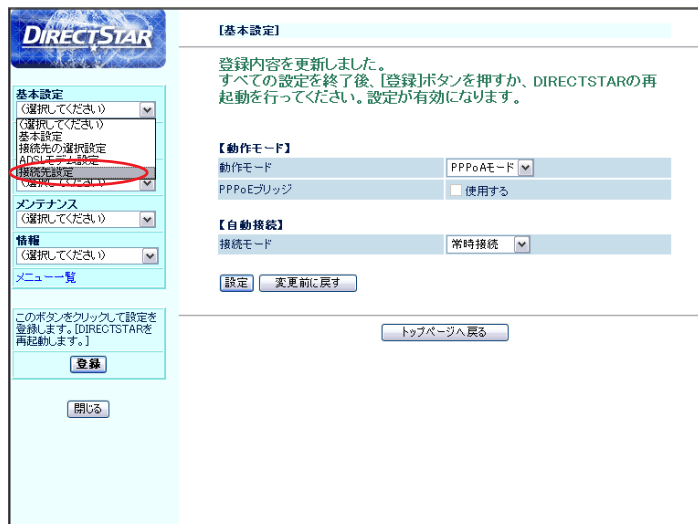 DIRECTSTAR
基本設定
(選択してください)
(選択してください)
基本設定
接続先の選択設定
ADSLモデム設定
接続先設定
(選択してください)
メンテナンス
(選択してください)
情報
(選択してください)
メニュー一覧
このボタンをクリックして設定を
登録します。[DIRECTSTARを
再起動します。]
登録
閉じる
[基本設定]
登録内容を更新しました。
すべての設定を終了後、[登録]ボタンを押すか、DIRECTSTARの再
起動を行ってください。設定が有効になります。
【動作モード】
動作モード PPPoAモード
PPPoEブリッジ 使用する
【自動接続】
接続モード 常時接続
設定 変更前に戻す
トップページへ戻る